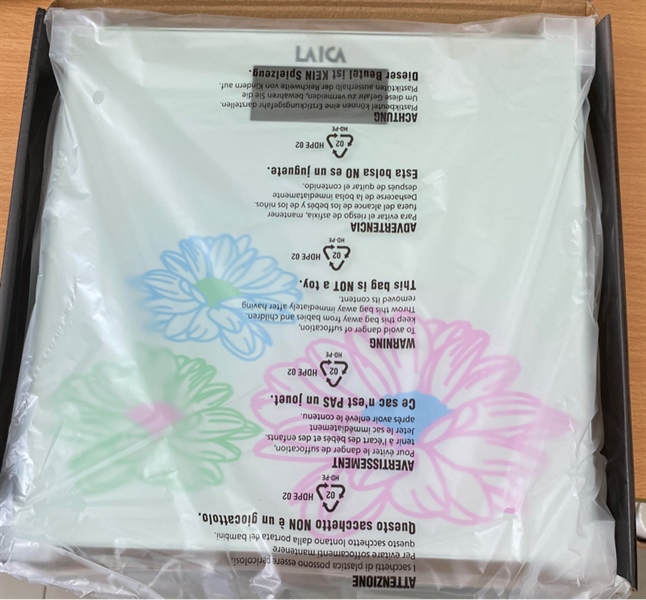 ATTENZIONE
I sacchetti di plastica possono essere pericolosi
Per evitare soffocamenti mantenere
questo sacchetto lontano dalla portata dei bambini.
Questo sacchetto NON è un giocattolo.
02
HD-PE
HDPE 02
AVERTISSEMENT
Pour éviter le danger de suffocation,
tenir à l'écart des bébés et des enfants.
Jeter le sac immédiatement
après avoir enlevé le contenu.
Ce sac n'est PAS un jouet.
02
HD-PE
HDPE 02
WARNING
To avoid danger of suffocation,
keep this bag away from babies and children.
Throw this bag away immediately after having
removed its content.
This bag is NOT a toy.
02
HD-PE
HDPE 02
ADVERTENCIA
Para evitar el riesgo de asfixia, mantener
fuera del alcance de los bébés y de los niños.
Deshacerse de la bolsa inmediatamente
después de quitar el contenido.
Esta bolsa NO es un juguete.
02
HD-PE
HDPE 02
ACHTUNG
Plastikbeutel können eine Erstickungsgefahr darstellen.
Um diese Gefahr zu vermeiden, bewahren Sie die
Plastiktüten ausserhalb der Reichweite von Kindern auf.
Dieser Beutel ist KEIN Spielzeug.
LAICA